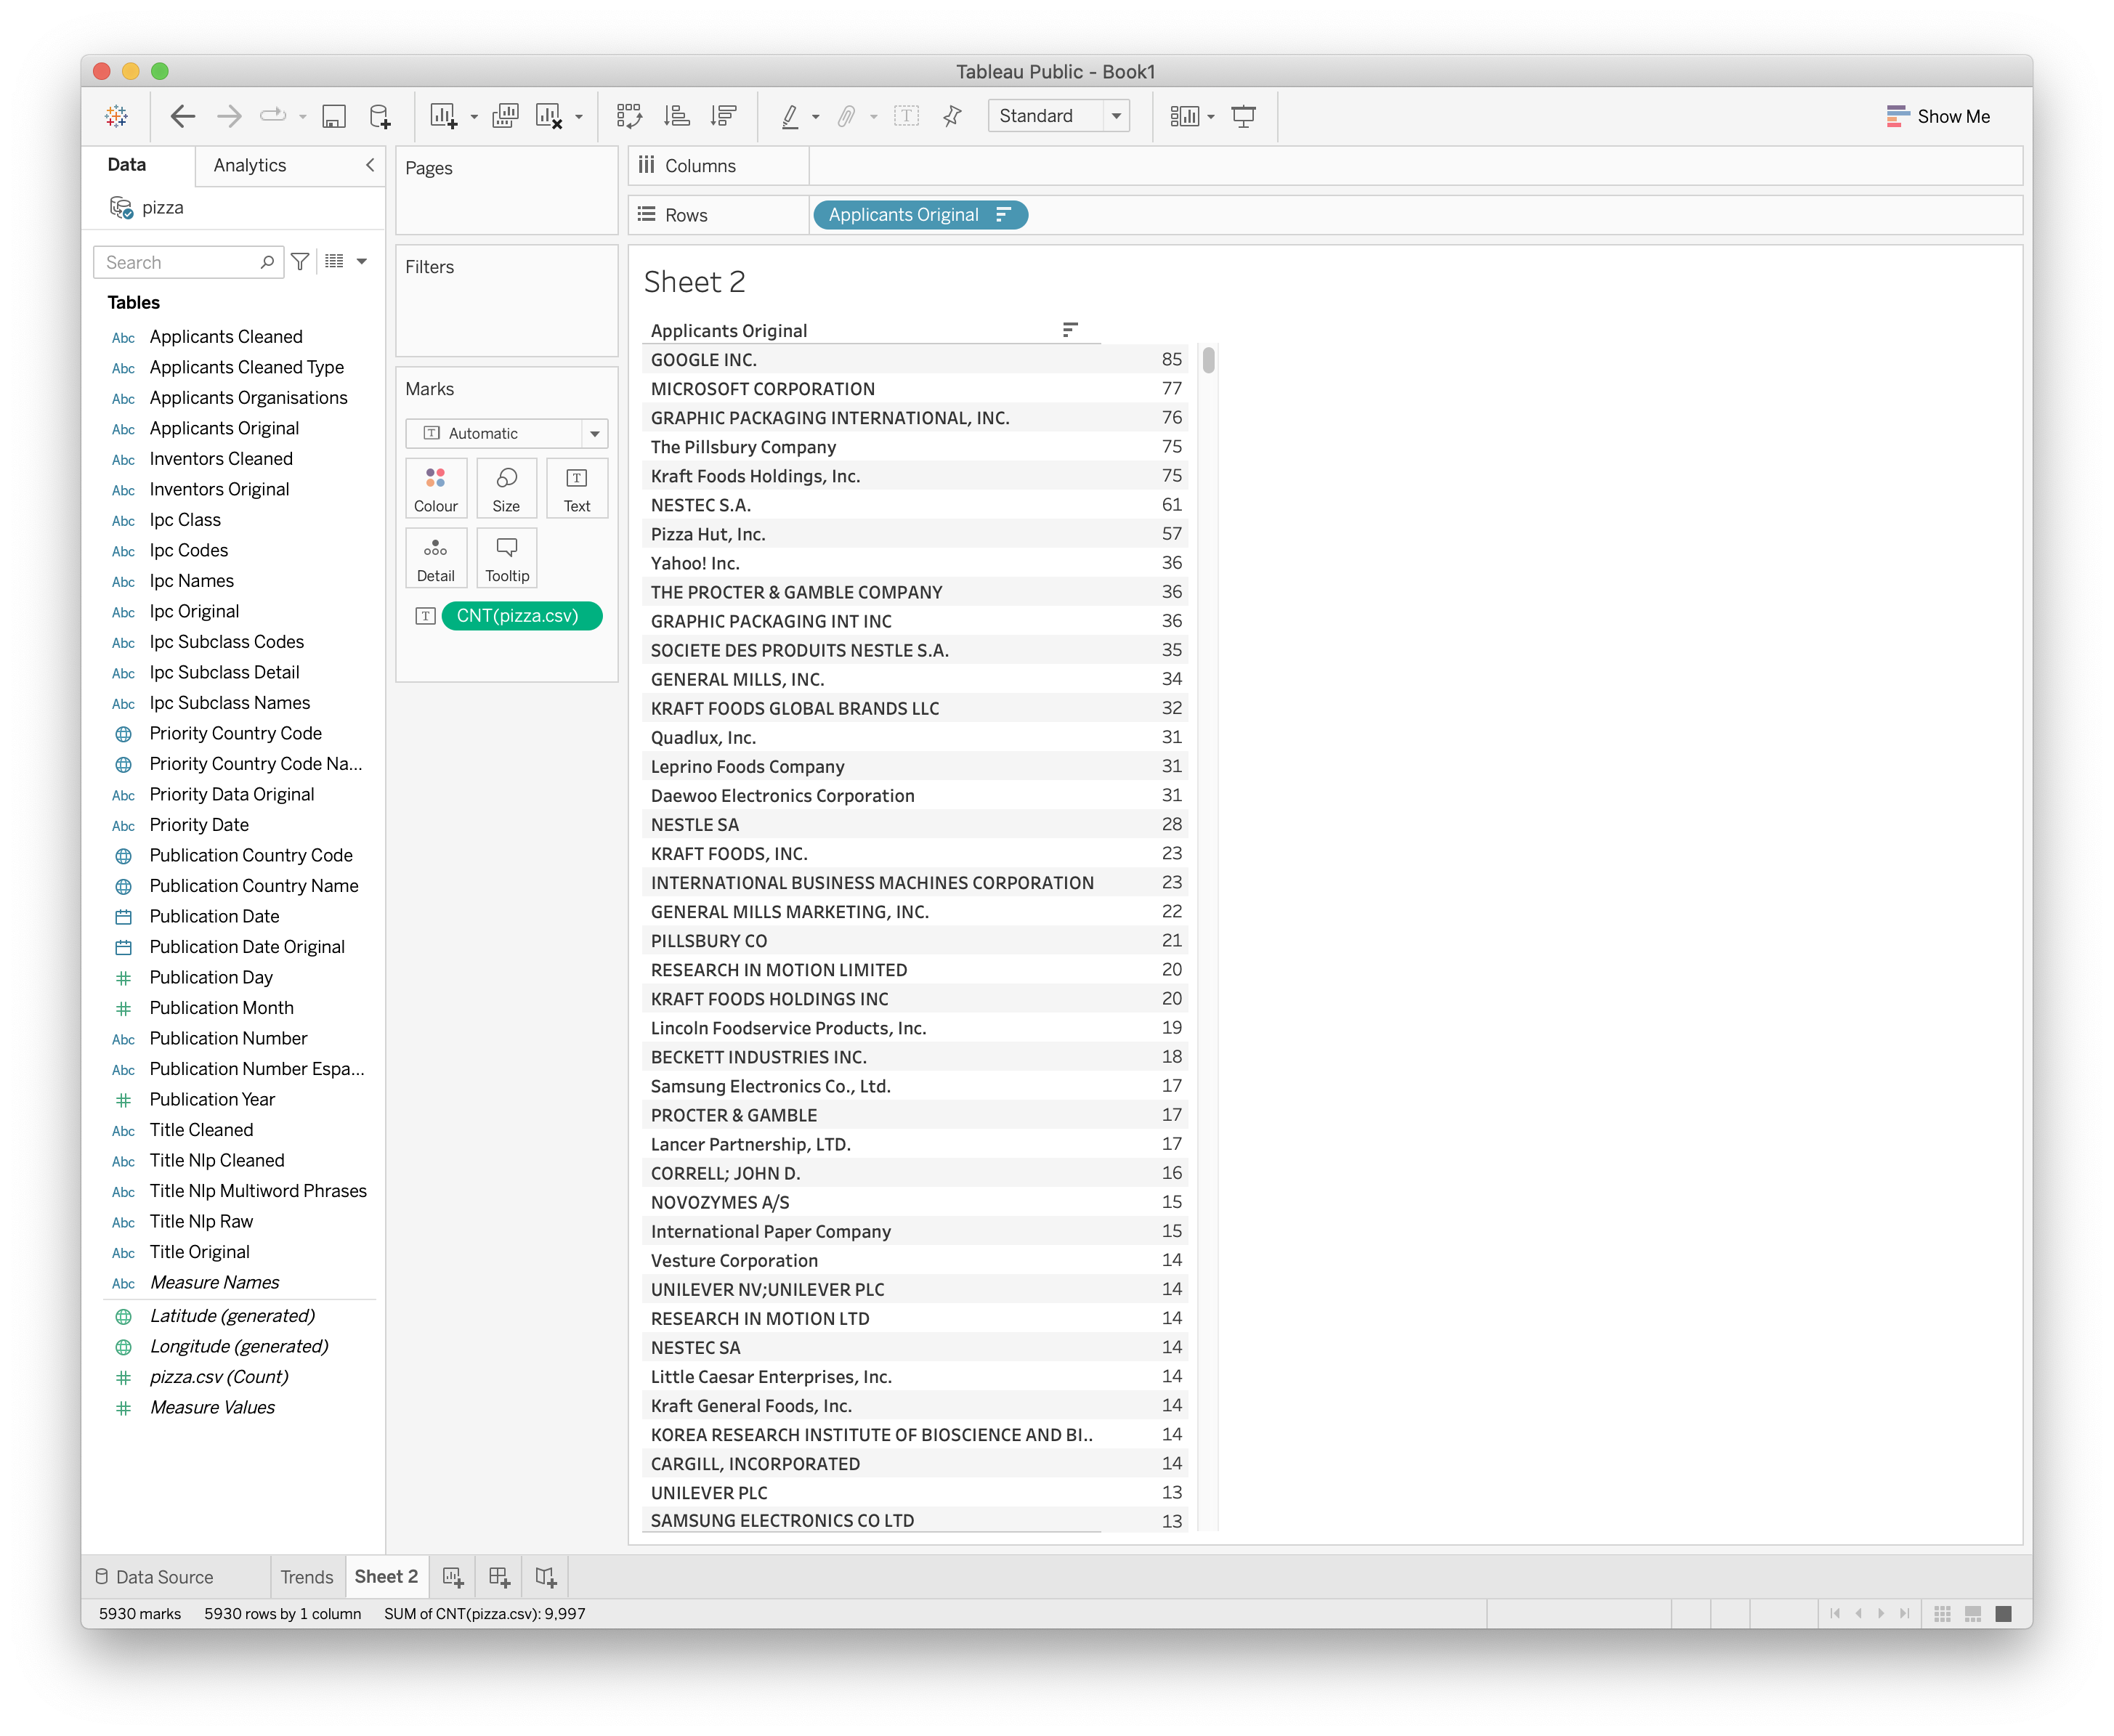 Tableau Public - Book1
Standard
Show Me
Data
Analytics
pizza
Search
Tables
Abc Applicants Cleaned
Abc Applicants Cleaned Type
Abc Applicants Organisations
Abc Applicants Original
Abc Inventors Cleaned
Abc Inventors Original
Abc Ipc Class
Abc Ipc Codes
Abc Ipc Names
Abc Ipc Original
Abc Ipc Subclass Codes
Abc Ipc Subclass Detail
Abc Ipc Subclass Names
Priority Country Code
Priority Country Code Na...
Abc Priority Data Original
Abc Priority Date
Publication Country Code
Publication Country Name
Publication Date
Publication Date Original
# Publication Day
# Publication Month
Abc Publication Number
Abc Publication Number Espa...
# Publication Year
Abc Title Cleaned
Abc Title Nlp Cleaned
Abc Title Nlp Multiword Phrases
Abc Title Nlp Raw
Abc Title Original
Abc Measure Names
Latitude (generated)
Longitude (generated)
# pizza.csv (Count)
# Measure Values
Pages
Filters
Marks
T Automatic
Colour
Size
T Text
Detail
Tooltip
T CNT(pizza.csv)
Columns
Rows
Applicants Original
Sheet 2
Applicants Original
GOOGLE INC. 85
MICROSOFT CORPORATION 77
GRAPHIC PACKAGING INTERNATIONAL, INC. 76
The Pillsbury Company 75
Kraft Foods Holdings, Inc. 75
NESTEC S.A. 61
Pizza Hut, Inc. 57
Yahoo! Inc. 36
THE PROCTER & GAMBLE COMPANY 36
GRAPHIC PACKAGING INT INC 36
SOCIETE DES PRODUITS NESTLE S.A. 35
GENERAL MILLS, INC. 34
KRAFT FOODS GLOBAL BRANDS LLC 32
Quadlux, Inc. 31
Leprino Foods Company 31
Daewoo Electronics Corporation 31
NESTLE SA 28
KRAFT FOODS, INC. 23
INTERNATIONAL BUSINESS MACHINES CORPORATION 23
GENERAL MILLS MARKETING, INC. 22
PILLSBURY CO 21
RESEARCH IN MOTION LIMITED 20
KRAFT FOODS HOLDINGS INC 20
Lincoln Foodservice Products, Inc. 19
BECKETT INDUSTRIES INC. 18
Samsung Electronics Co., Ltd. 17
PROCTER & GAMBLE 17
Lancer Partnership, LTD. 17
CORRELL; JOHN D. 16
NOVOZYMES A/S 15
International Paper Company 15
Vesture Corporation 14
UNILEVER NV;UNILEVER PLC 14
RESEARCH IN MOTION LTD 14
NESTEC SA 14
Little Caesar Enterprises, Inc. 14
Kraft General Foods, Inc. 14
KOREA RESEARCH INSTITUTE OF BIOSCIENCE AND BI.. 14
CARGILL, INCORPORATED 14
UNILEVER PLC 13
SAMSUNG ELECTRONICS CO LTD 13
Data Source
Trends
Sheet 2
5930 marks
5930 rows by 1 column
SUM of CNT(pizza.csv): 9,997